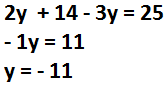 2y + 14 - 3y = 25
- 1y = 11
y = - 11